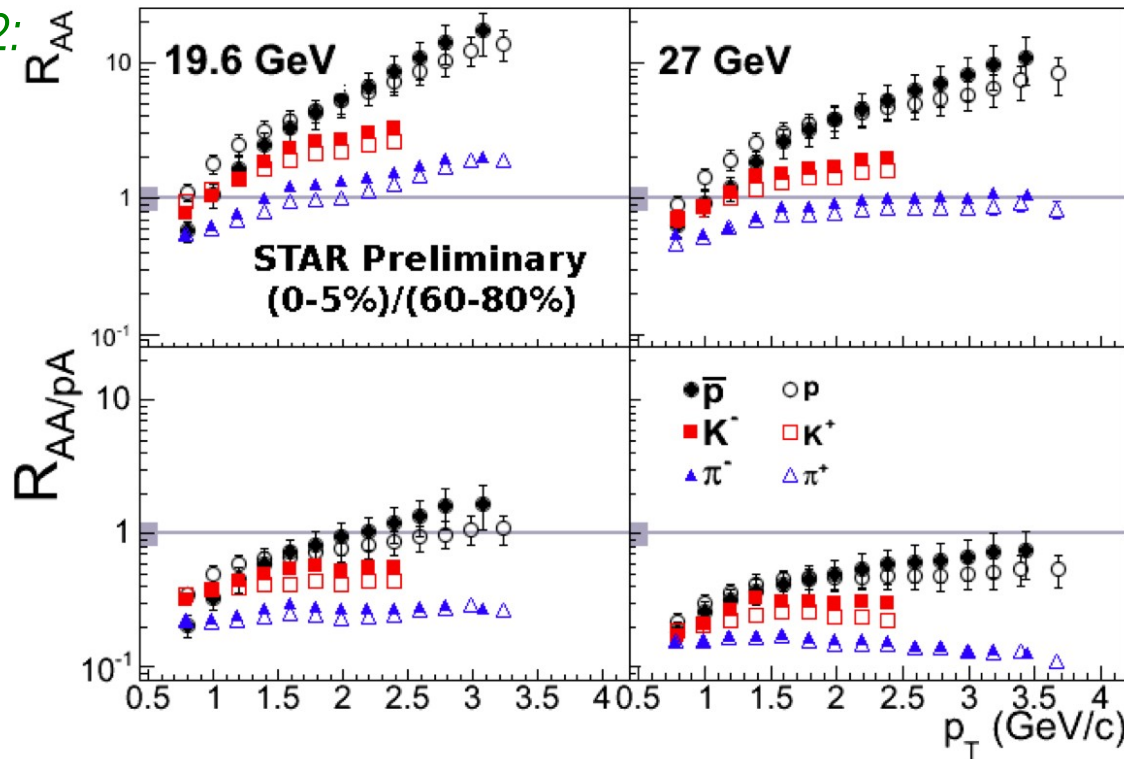 2:
R_AA
19.6 GeV
27 GeV
10
1
10⁻¹
STAR Preliminary
(0-5%)/(60-80%)
R_AA/pA
10
1
10⁻¹
p̄ p
K⁻ K⁺
π⁻ π⁺
0.5 1 1.5 2 2.5 3 3.5 4 0.5 1 1.5 2 2.5 3 3.5 4
p_T (GeV/c)